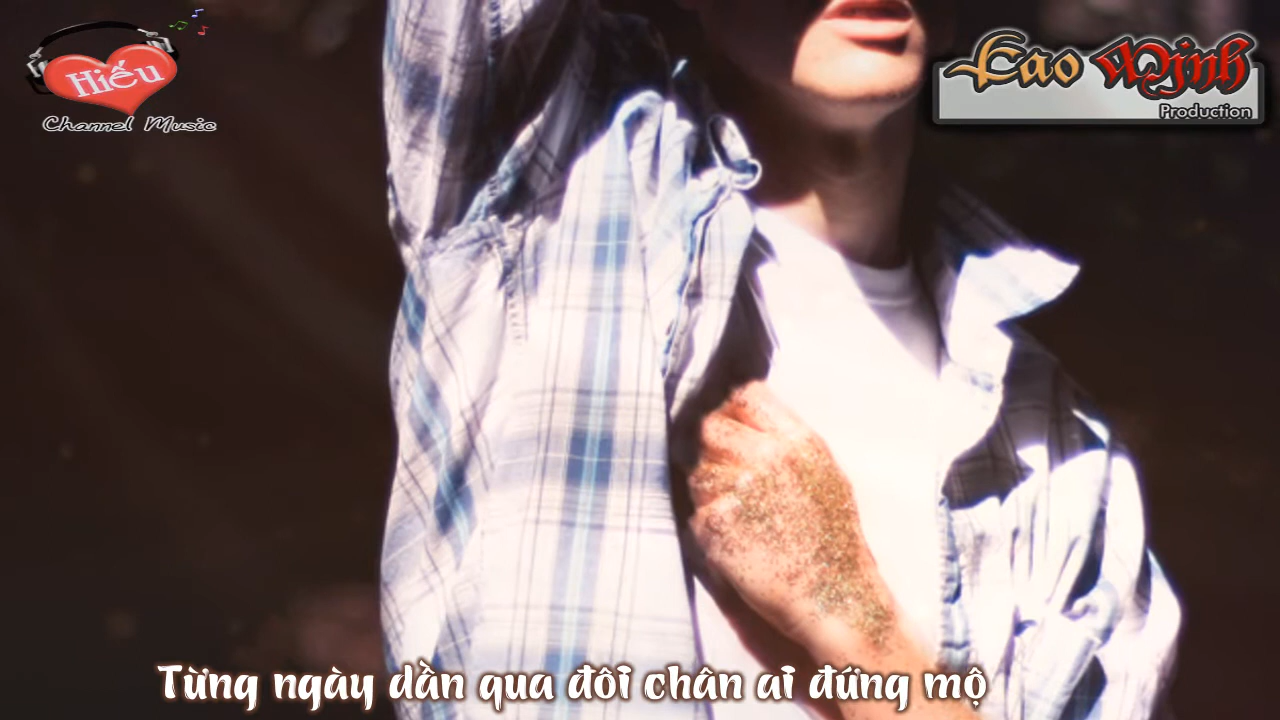 Hiếu
Channel Music
Cao Minh
Production
Từng ngày dần qua đôi chân ai đứng mộ